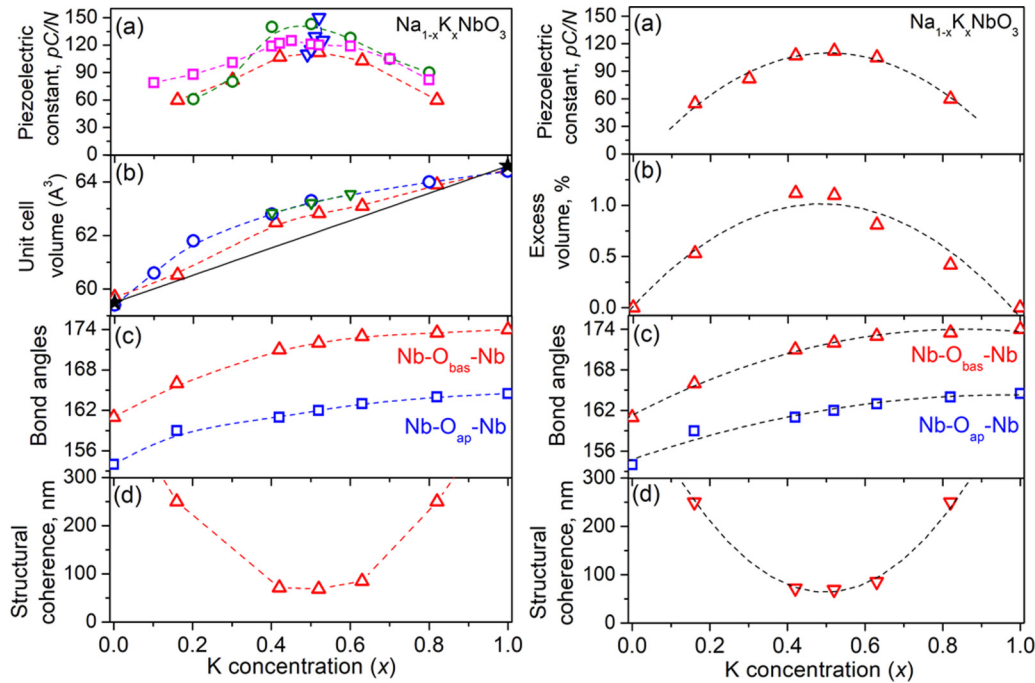 (a) Na1-xKxNbO3
Piezoelectric
constant, pC/N
150
120
90
60
30
0
(b)
Unit cell
volume (Å³)
64
62
60
(c)
Bond angles
174
168
162
156
Nb-Obas-Nb
Nb-Oap-Nb
(d)
Structural
coherence, nm
300
200
100
0
0.0 0.2 0.4 0.6 0.8 1.0
K concentration (x)
(a) Na1-xKxNbO3
Piezoelectric
constant, pC/N
150
120
90
60
30
0
(b)
Excess
volume, %
1.0
0.5
0.0
(c)
Bond angles
174
168
162
156
Nb-Obas-Nb
Nb-Oap-Nb
(d)
Structural
coherence, nm
300
200
100
0
0.0 0.2 0.4 0.6 0.8 1.0
K concentration (x)